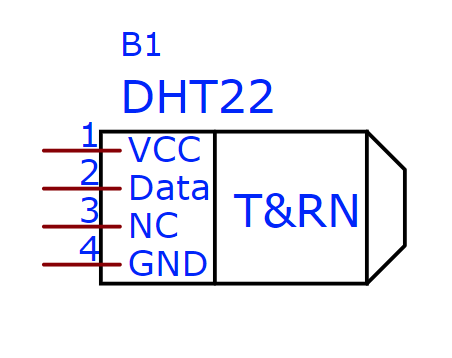 B1
DHT22
1 VCC
2 Data
3 NC
4 GND
T&RN